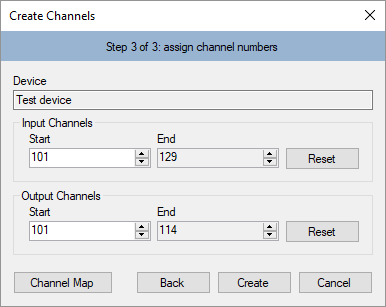 Create Channels
Step 3 of 3: assign channel numbers
Device
Test device
Input Channels
Start End
101 129 Reset
Output Channels
Start End
101 114 Reset
Channel Map Back Create Cancel